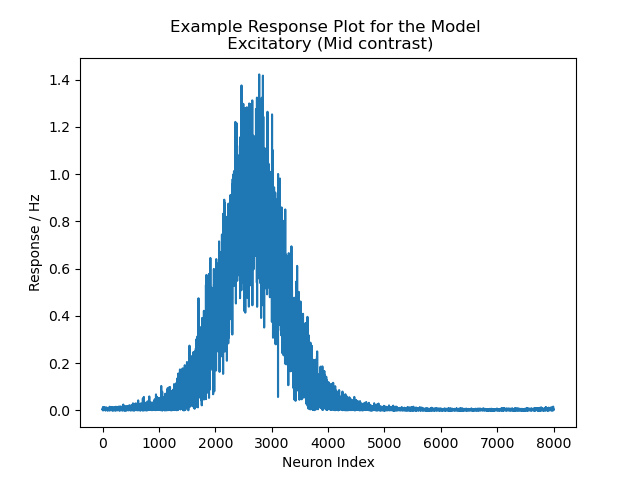 Example Response Plot for the Model
Excitatory (Mid contrast)
1.4
1.2
1.0
0.8
0.6
0.4
0.2
0.0
Response / Hz
0 1000 2000 3000 4000 5000 6000 7000 8000
Neuron Index